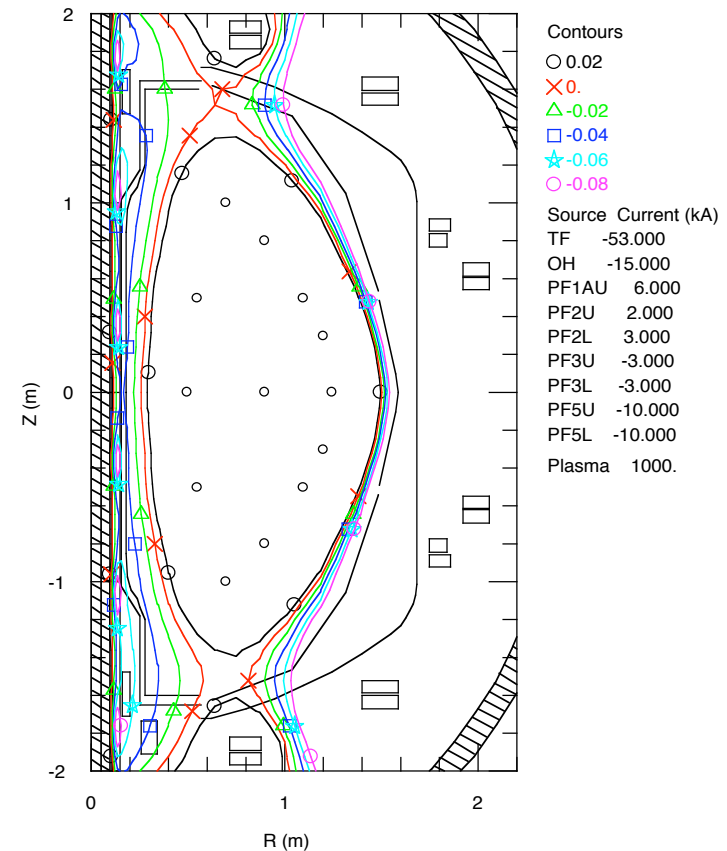 2
1
0
-1
-2
Z (m)
0
1
2
R (m)
Contours
0.02
0.
-0.02
-0.04
-0.06
-0.08
Source Current (kA)
TF -53.000
OH -15.000
PF1AU 6.000
PF2U 2.000
PF2L 3.000
PF3U -3.000
PF3L -3.000
PF5U -10.000
PF5L -10.000
Plasma 1000.